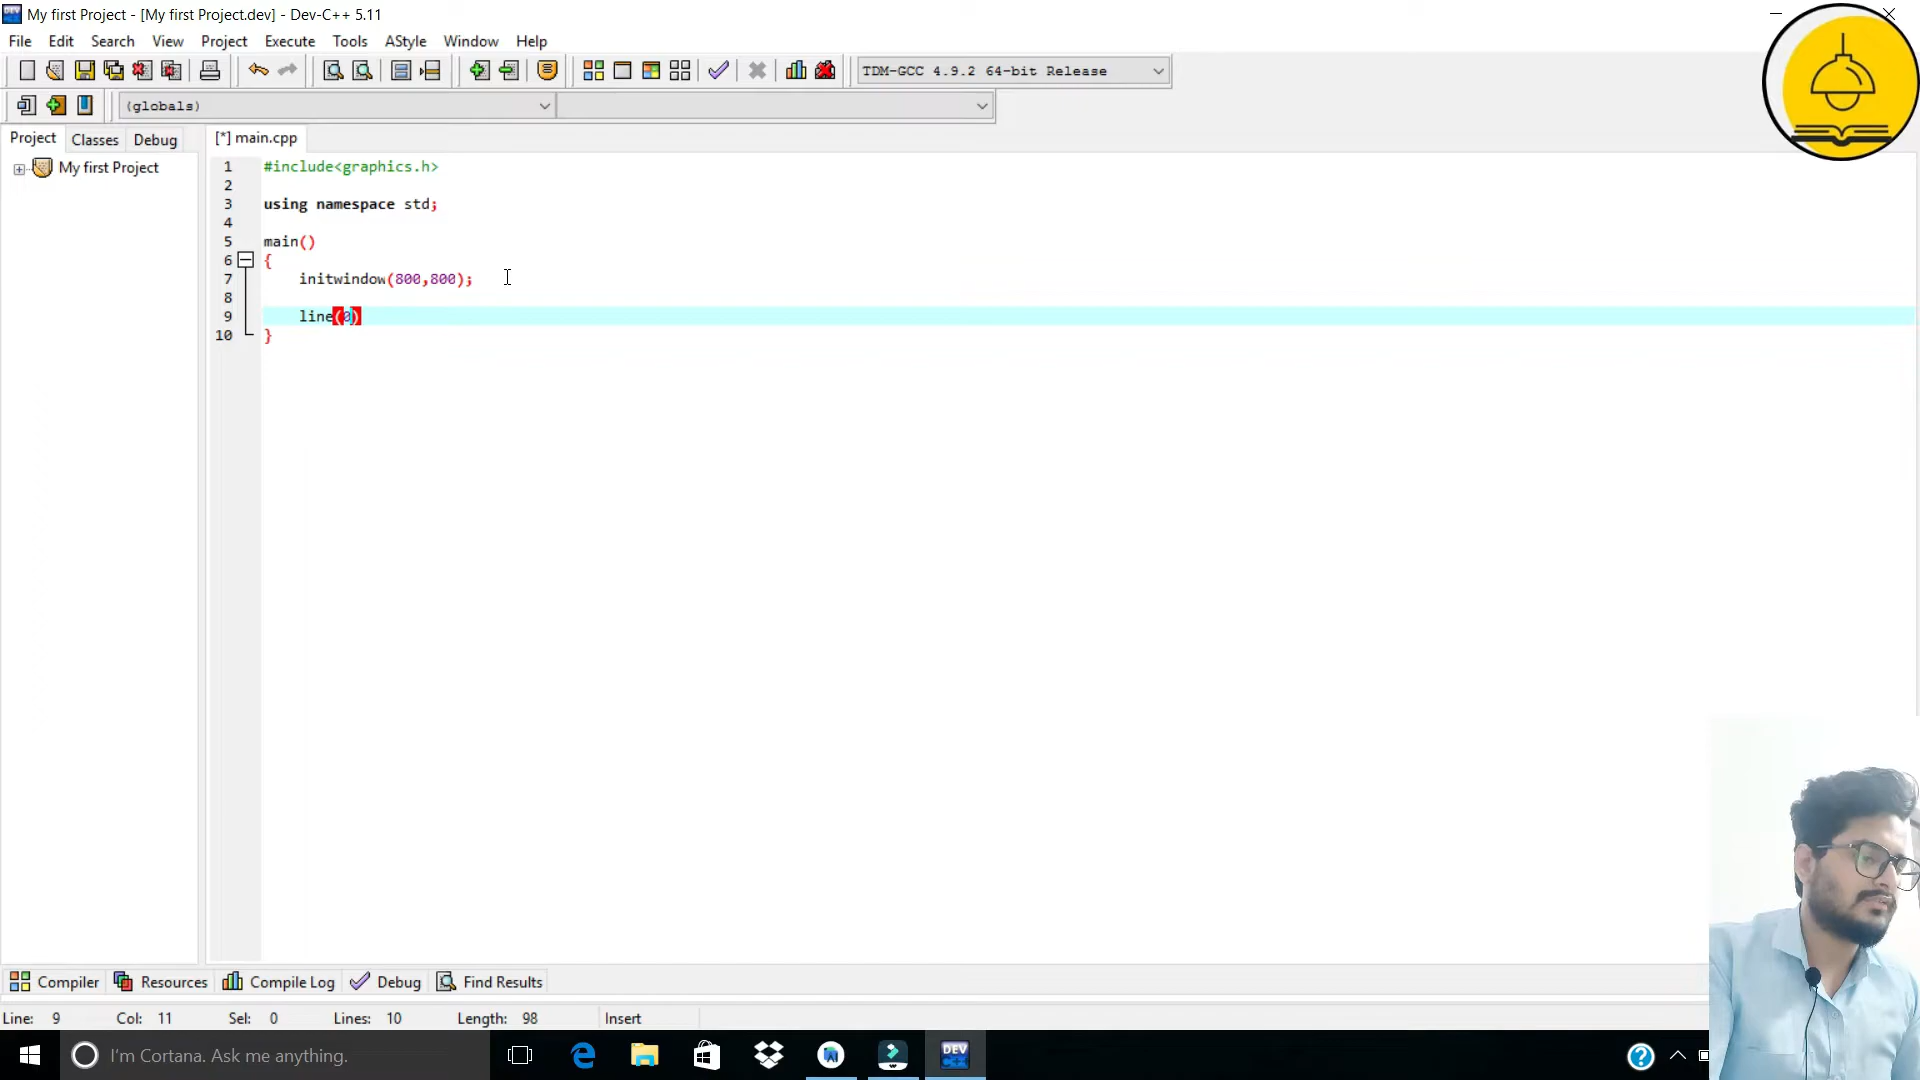 My first Project - [My first Project.dev] - Dev-C++ 5.11
File Edit Search View Project Execute Tools AStyle Window Help
TDM-GCC 4.9.2 64-bit Release
(globals)
Project Classes Debug [*] main.cpp
My first Project
1 #include<graphics.h>
2
3 using namespace std;
4
5 main()
6 {
7 initwindow(800,800);
8
9 line(0)
10 }
Compiler Resources Compile Log Debug Find Results
Line: 9 Col: 11 Sel: 0 Lines: 10 Length: 98 Insert
I'm Cortana. Ask me anything.
DEV